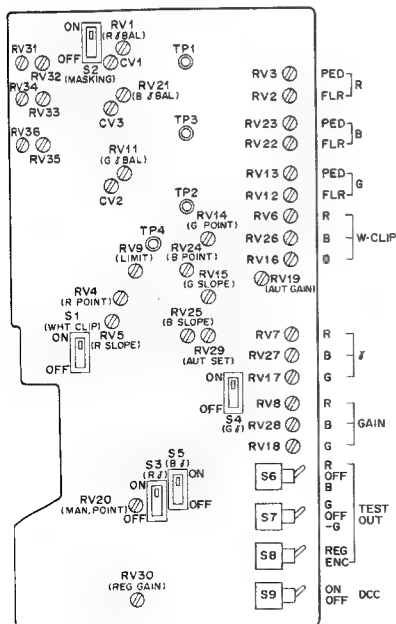 ON
RV1
(R ɣ BAL)
RV31
RV32
OFF
CV1
TP1
S2
(MASKING)
RV3
PED
R
RV34
RV33
RV21
(B ɣ BAL)
RV2
FLR
CV3
RV23
PED
B
TP3
RV22
FLR
RV36
RV35
RV11
(G ɣ BAL)
RV13
PED
G
CV2
RV12
FLR
TP2
RV14
(G POINT)
RV6
R
TP4
RV26
B
W-CLIP
RV9
(LIMIT)
RV24
(B POINT)
RV16
RV15
(G SLOPE)
RV19
(AUT GAIN)
RV4
(R POINT)
S1
(WHT CLIP)
RV25
(B SLOPE)
RV5
(R SLOPE)
ON
RV7
R
RV27
B
ɣ
OFF
RV29
(AUT SET)
RV17
G
ON
RV8
R
OFF
RV28
B
GAIN
S4
(G ɣ)
RV18
G
S5
(B ɣ)
S3
(R ɣ)
ON
ON
S6
R
OFF
B
RV20
(MAN. POINT)
OFF
OFF
S7
G
OFF
-G
TEST
OUT
S8
REG
ENC
RV30
(REG GAIN)
S9
ON
OFF
DCC